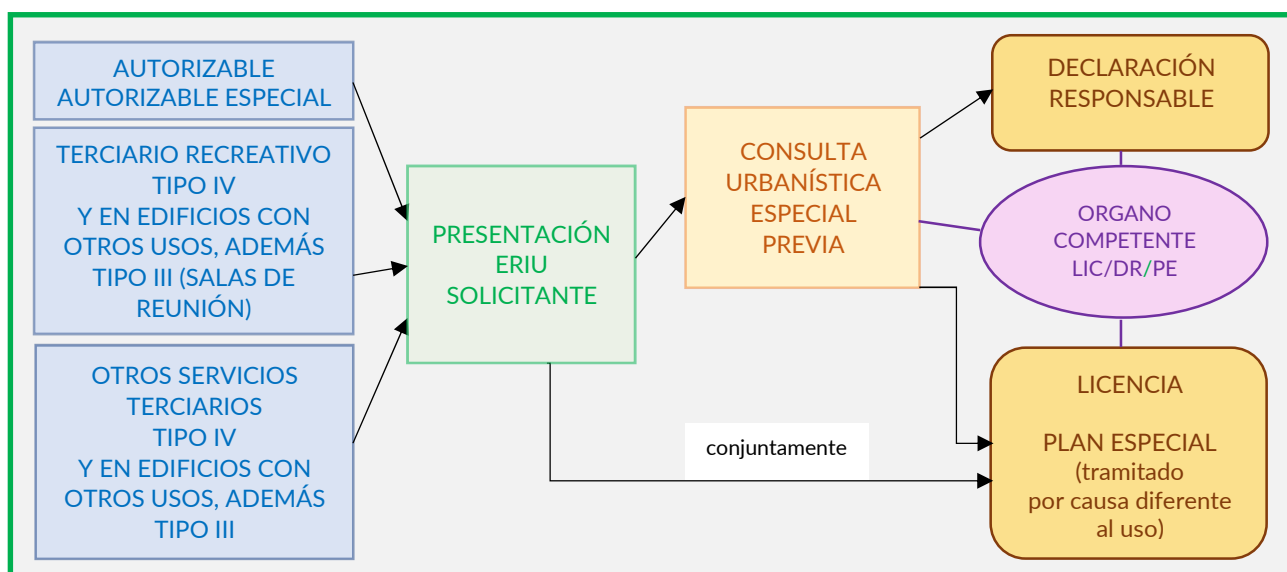 AUTORIZABLE
AUTORIZABLE ESPECIAL
TERCIARIO RECREATIVO
TIPO IV
Y EN EDIFICIOS CON
OTROS USOS, ADEMÁS
TIPO III (SALAS DE
REUNIÓN)
OTROS SERVICIOS
TERCIARIOS
TIPO IV
Y EN EDIFICIOS CON
OTROS USOS, ADEMÁS
TIPO III
PRESENTACIÓN
ERIU
SOLICITANTE
CONSULTA
URBANÍSTICA
ESPECIAL
PREVIA
conjuntamente
DECLARACIÓN
RESPONSABLE
ORGANO
COMPETENTE
LIC/DR/PE
LICENCIA
PLAN ESPECIAL
(tramitado
por causa diferente
al uso)